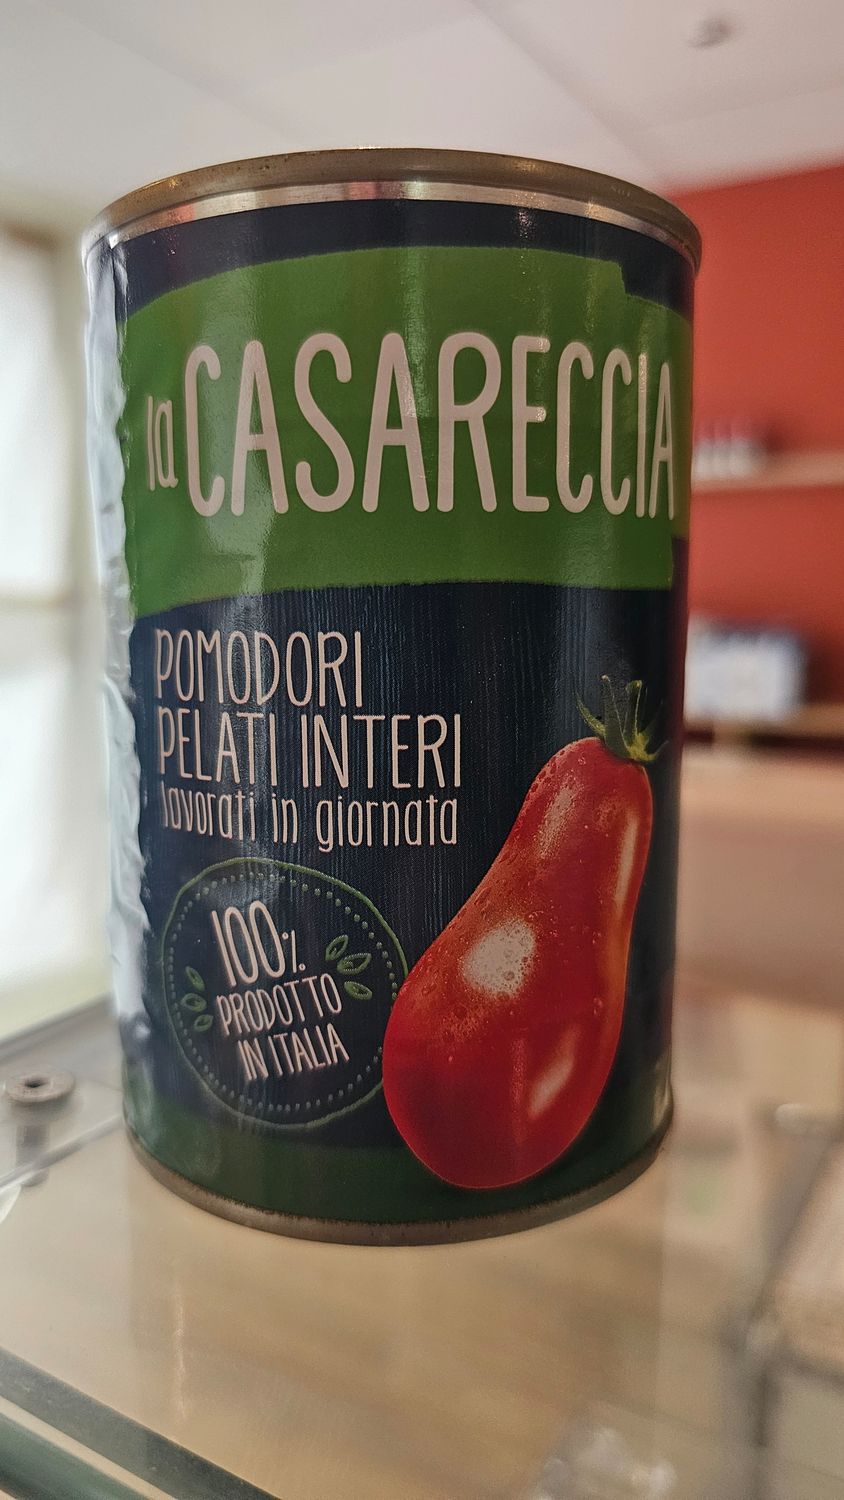 la CASARECCIA
POMODORI
PELATI INTERI
lavorati in giornata
100%
PRODOTTO
IN ITALIA